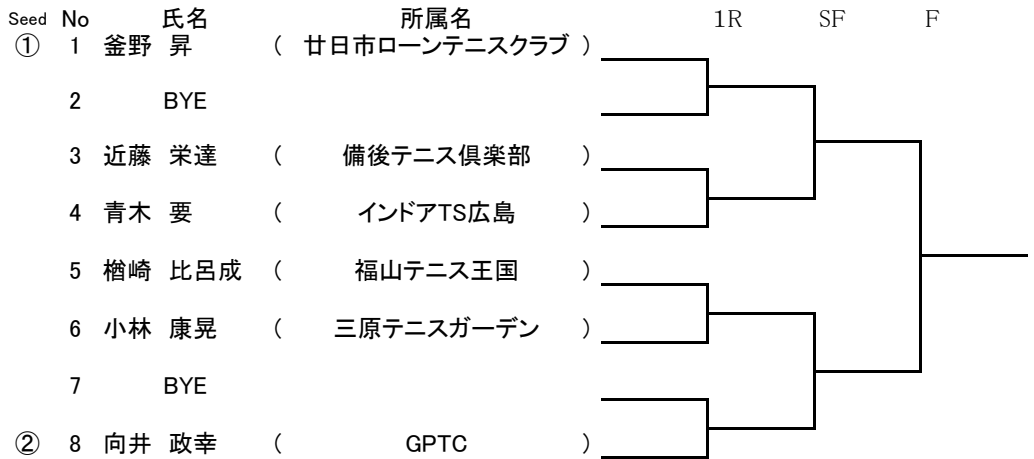 Seed No 氏名 所属名 1R SF F
① 1 釜野 昇 ( 廿日市ローンテニスクラブ )
2 BYE
3 近藤 栄達 ( 備後テニス倶楽部 )
4 青木 要 ( インドアTS広島 )
5 楢崎 比呂成 ( 福山テニス王国 )
6 小林 康晃 ( 三原テニスガーデン )
7 BYE
② 8 向井 政幸 ( GPTC )